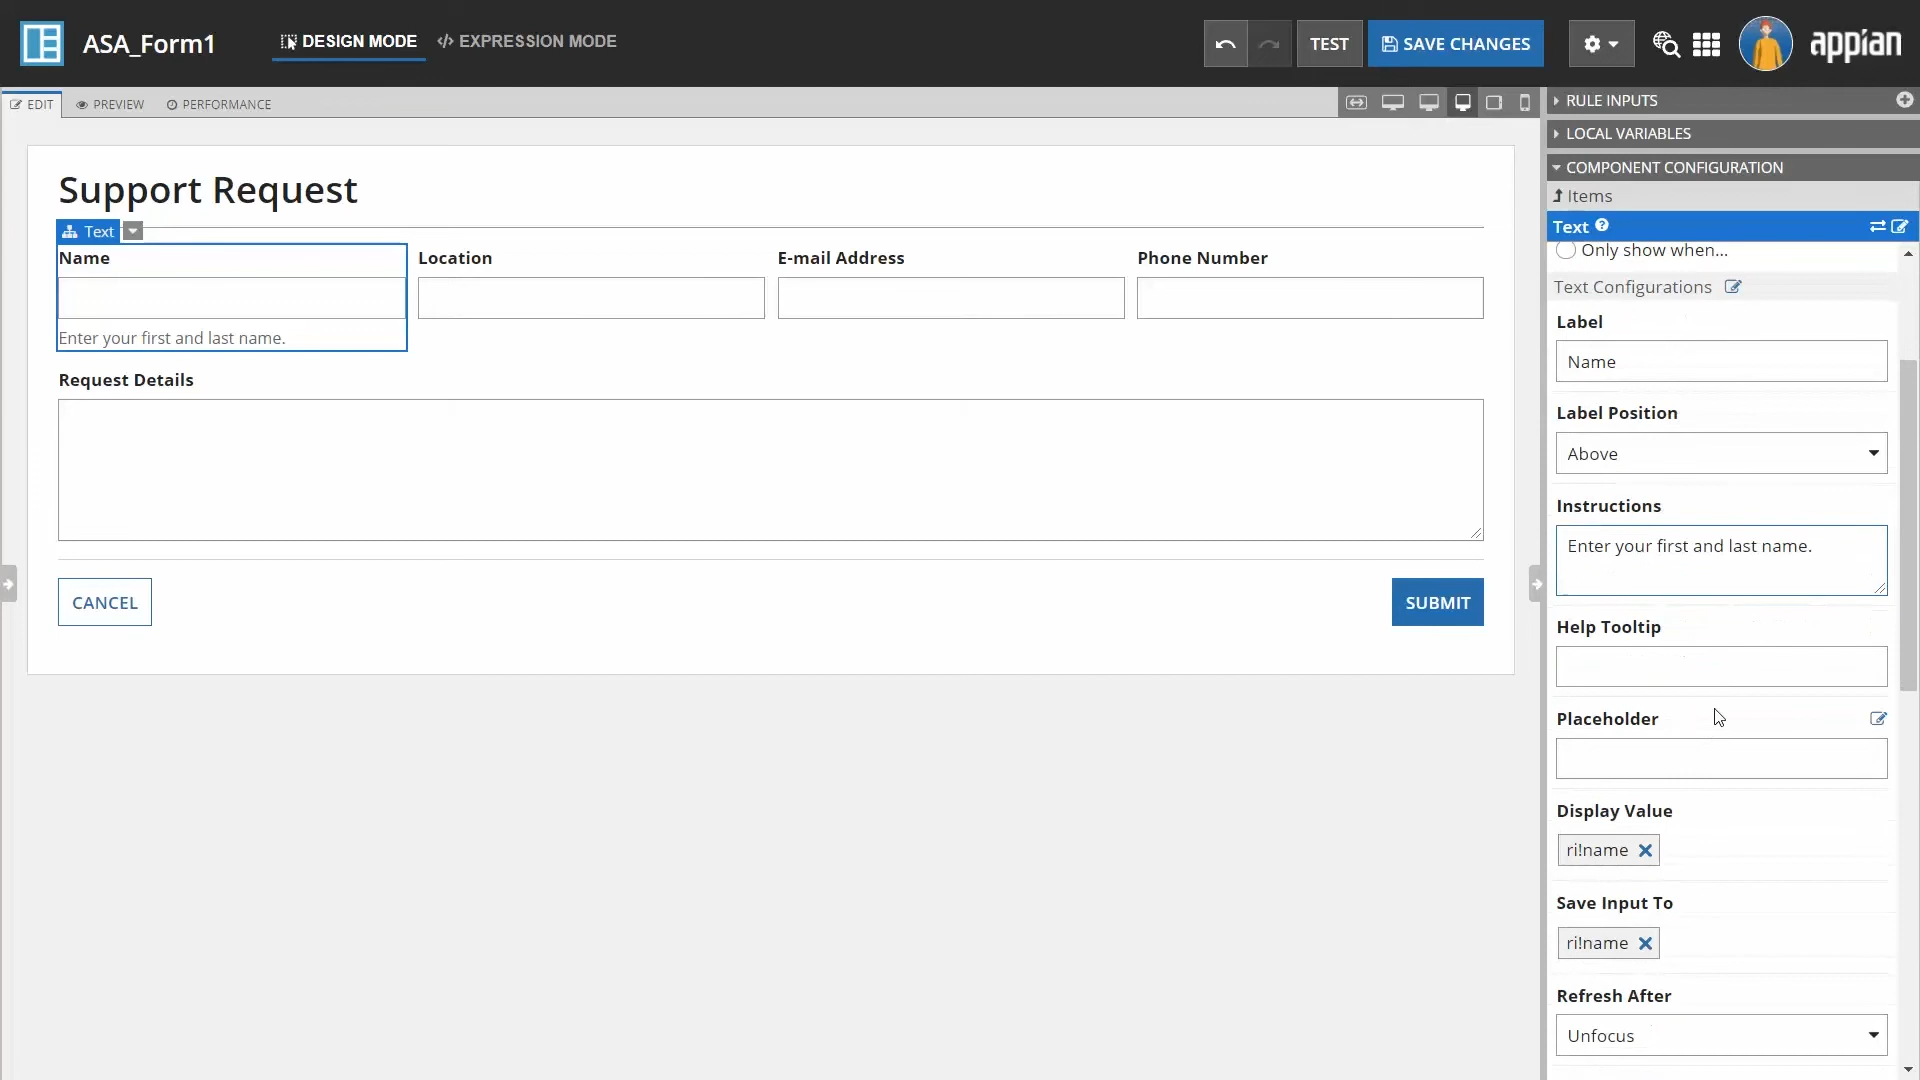 ASA_Form1
DESIGN MODE
</> EXPRESSION MODE
TEST
SAVE CHANGES
appian
EDIT
PREVIEW
PERFORMANCE
RULE INPUTS
LOCAL VARIABLES
COMPONENT CONFIGURATION
Items
Text
Only show when...
Text Configurations
Support Request
Text
Name
Location
E-mail Address
Phone Number
Enter your first and last name.
Request Details
CANCEL
SUBMIT
Label
Name
Label Position
Above
Instructions
Enter your first and last name.
Help Tooltip
Placeholder
Display Value
ri!name
Save Input To
ri!name
Refresh After
Unfocus